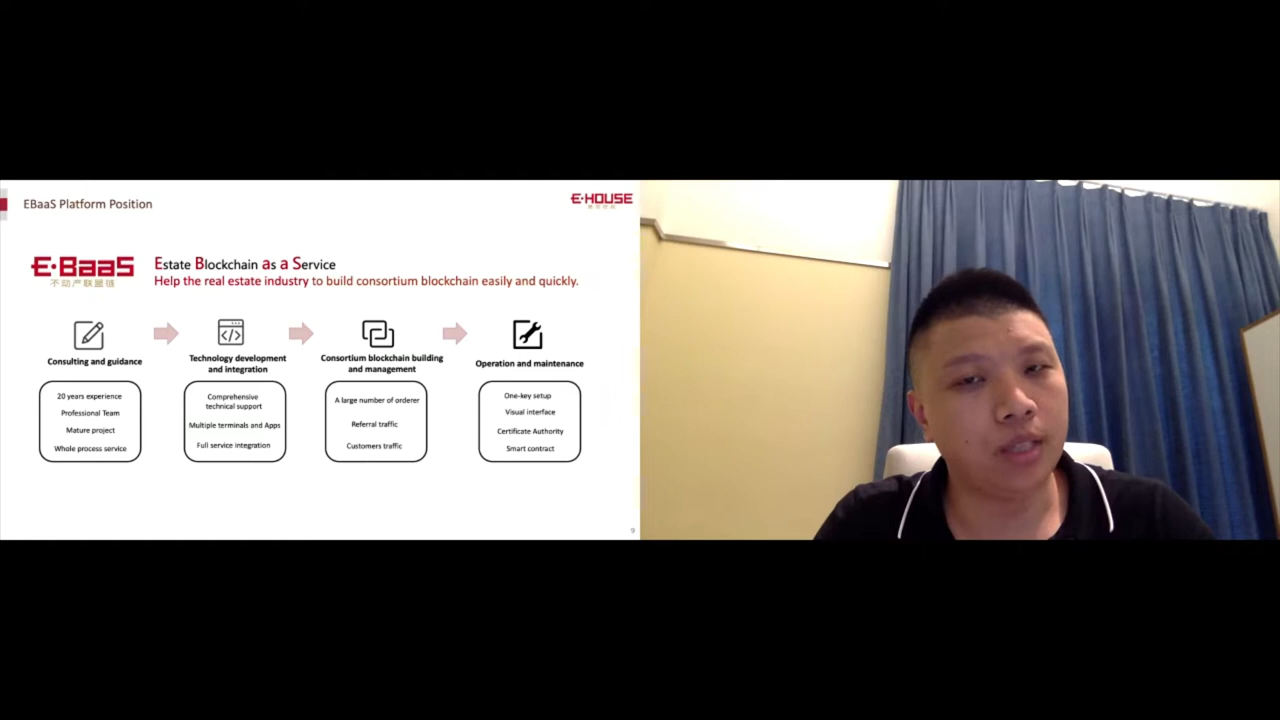 EBaaS Platform Position
E·HOUSE
E·BaaS
不动产联盟链
Estate Blockchain as a Service
Help the real estate industry to build consortium blockchain easily and quickly.
Consulting and guidance
20 years experience
Professional Team
Mature project
Whole process service
Technology development
and integration
Comprehensive
technical support
Multiple terminals and Apps
Full service integration
Consortium blockchain building
and management
A large number of orderer
Referral traffic
Customers traffic
Operation and maintenance
One-key setup
Visual interface
Certificate Authority
Smart contract
9